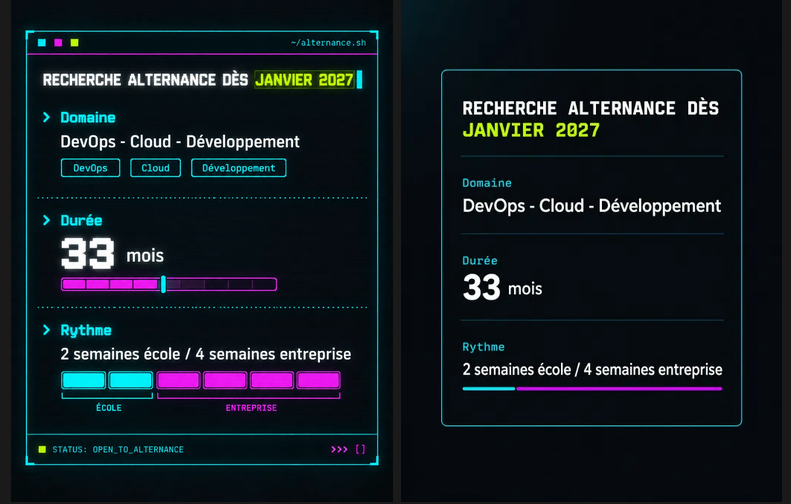 ~/alternance.sh
RECHERCHE ALTERNANCE DÈS JANVIER 2027
> Domaine
DevOps - Cloud - Développement
DevOps Cloud Développement
> Durée
33 mois
> Rythme
2 semaines école / 4 semaines entreprise
ÉCOLE ENTREPRISE
STATUS: OPEN_TO_ALTERNANCE >>> []
RECHERCHE ALTERNANCE DÈS
JANVIER 2027
Domaine
DevOps - Cloud - Développement
Durée
33 mois
Rythme
2 semaines école / 4 semaines entreprise